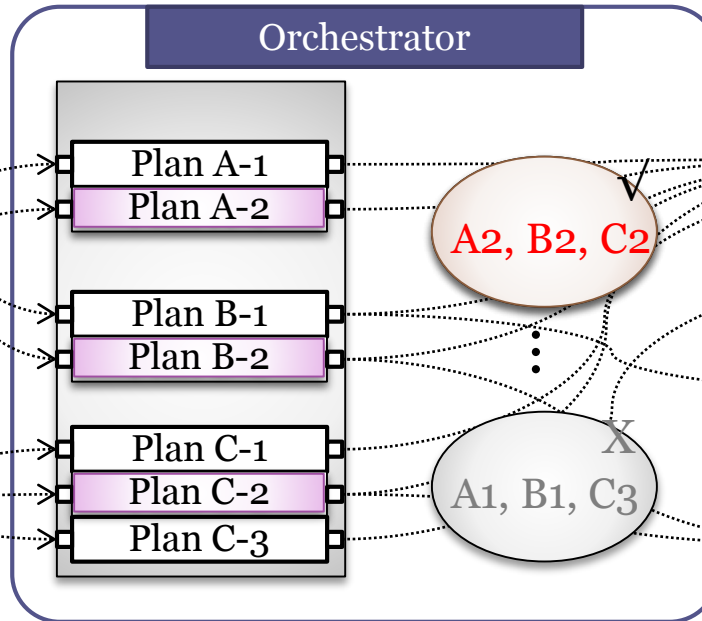 Orchestrator
Plan A-1
Plan A-2
Plan B-1
Plan B-2
Plan C-1
Plan C-2
Plan C-3
√
A2, B2, C2
X
A1, B1, C3